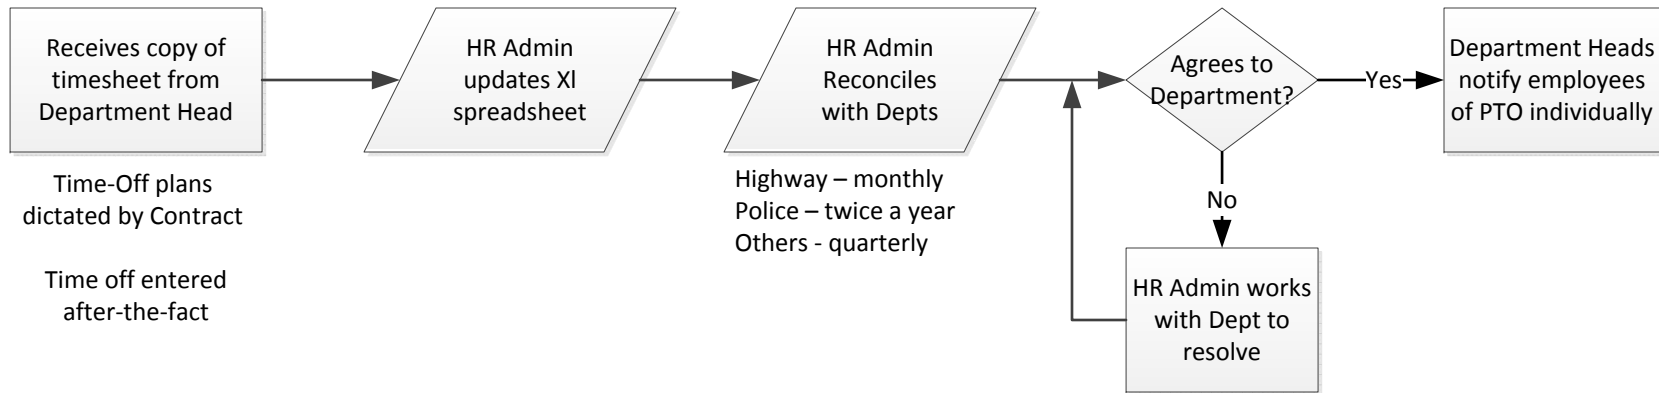 Receives copy of
timesheet from
Department Head
Time-Off plans
dictated by Contract
Time off entered
after-the-fact
HR Admin
updates Xl
spreadsheet
HR Admin
Reconciles
with Depts
Highway – monthly
Police – twice a year
Others - quarterly
Agrees to
Department?
Yes
No
HR Admin works
with Dept to
resolve
Department Heads
notify employees
of PTO individually